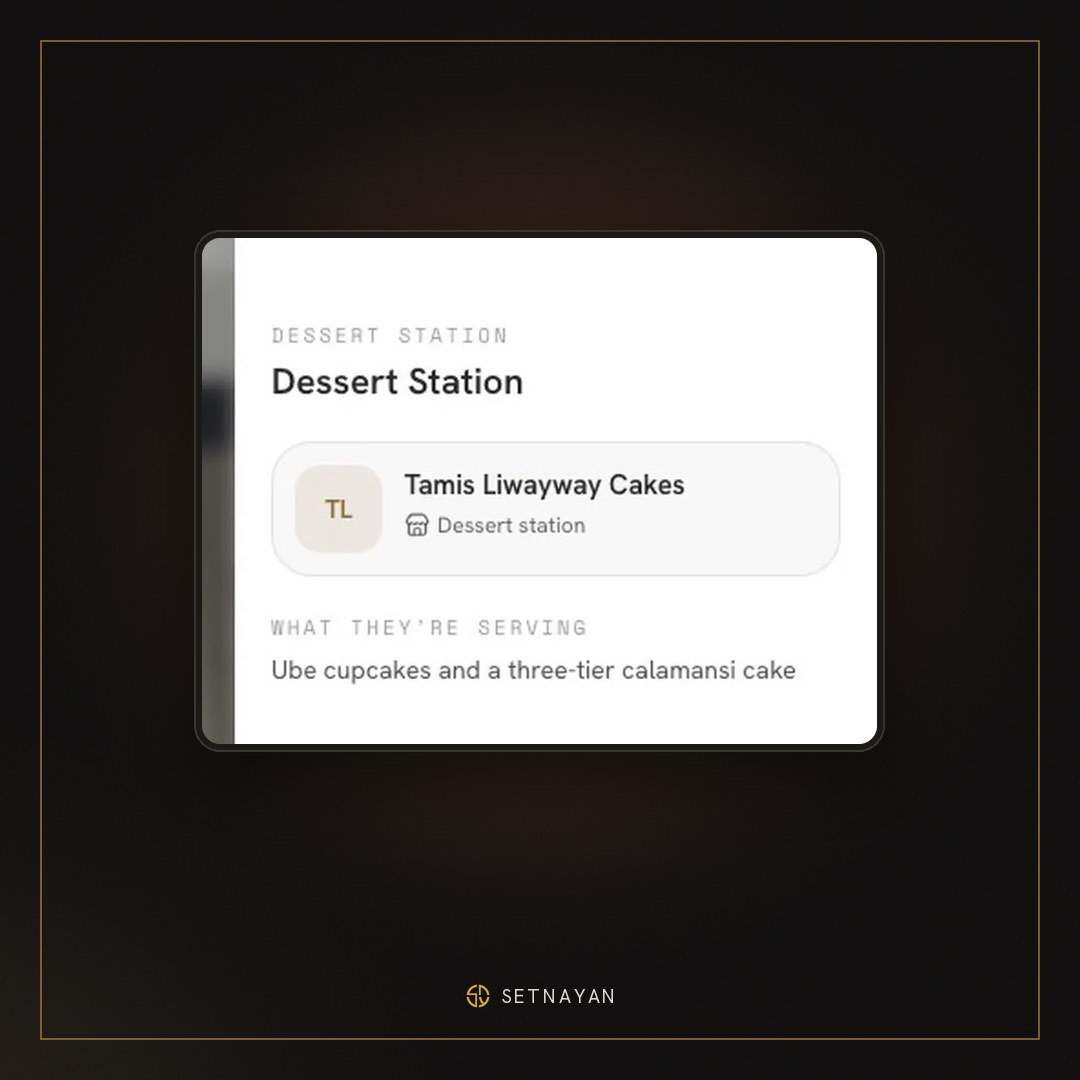 DESSERT STATION
Dessert Station
TL
Tamis Liwayway Cakes
Dessert station
WHAT THEY'RE SERVING
Ube cupcakes and a three-tier calamansi cake
SETNAYAN